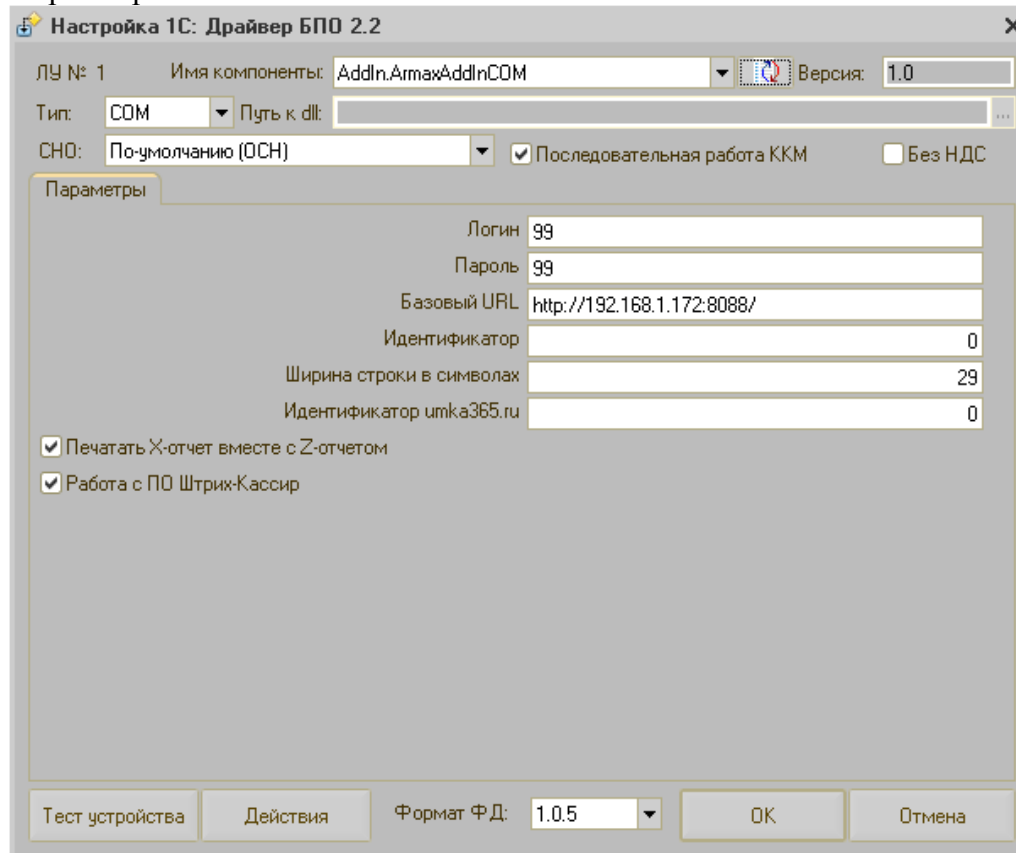 Настройка 1С: Драйвер БПО 2.2
ЛУ № 1 Имя компоненты: AddIn.ArmaxAddInCOM Версия: 1.0
Тип: COM Путь к dll: ...
СНО: По-умолчанию (ОСН) Последовательная работа ККМ Без НДС
Параметры
Логин 99
Пароль 99
Базовый URL http://192.168.1.172:8088/
Идентификатор 0
Ширина строки в символах 29
Идентификатор umka365.ru 0
Печатать X-отчет вместе с Z-отчетом
Работа с ПО Штрих-Кассир
Тест устройства Действия Формат ФД: 1.0.5 OK Отмена